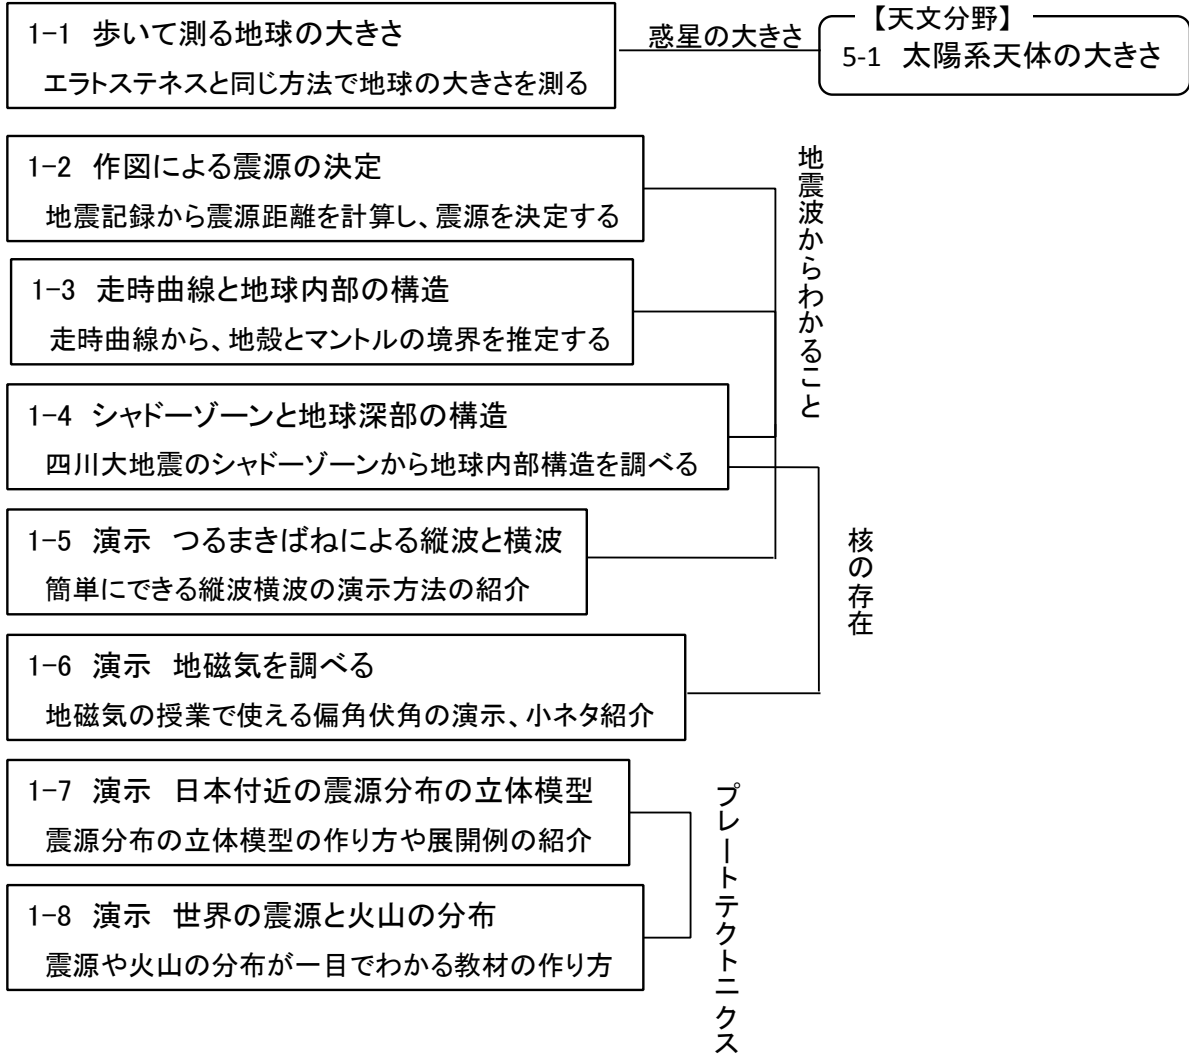 1-1 歩いて測る地球の大きさ
エラトステネスと同じ方法で地球の大きさを測る
惑星の大きさ
【天文分野】
5-1 太陽系天体の大きさ
1-2 作図による震源の決定
地震記録から震源距離を計算し、震源を決定する
1-3 走時曲線と地球内部の構造
走時曲線から、地殻とマントルの境界を推定する
1-4 シャドーゾーンと地球深部の構造
四川大地震のシャドーゾーンから地球内部構造を調べる
1-5 演示 つるまきばねによる縦波と横波
簡単にできる縦波横波の演示方法の紹介
地震波からわかること
1-6 演示 地磁気を調べる
地磁気の授業で使える偏角伏角の演示、小ネタ紹介
核の存在
1-7 演示 日本付近の震源分布の立体模型
震源分布の立体模型の作り方や展開例の紹介
1-8 演示 世界の震源と火山の分布
震源や火山の分布が一目でわかる教材の作り方
プレートテクトニクス